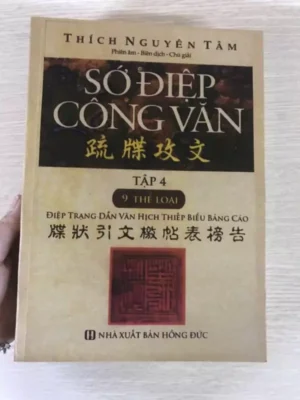 THÍCH NGUYÊN TÂM
Phiên âm - Biên dịch - Chú giải
SỚ ĐIỆP
CÔNG VĂN
疏牒攻文
TẬP 4
9 THỂ LOẠI
ĐIỆP TRẠNG DẪN VĂN HỊCH THIẾP BIỂU BẢNG CÁO
牒狀引文檄帖表榜告
NHÀ XUẤT BẢN HỒNG ĐỨC